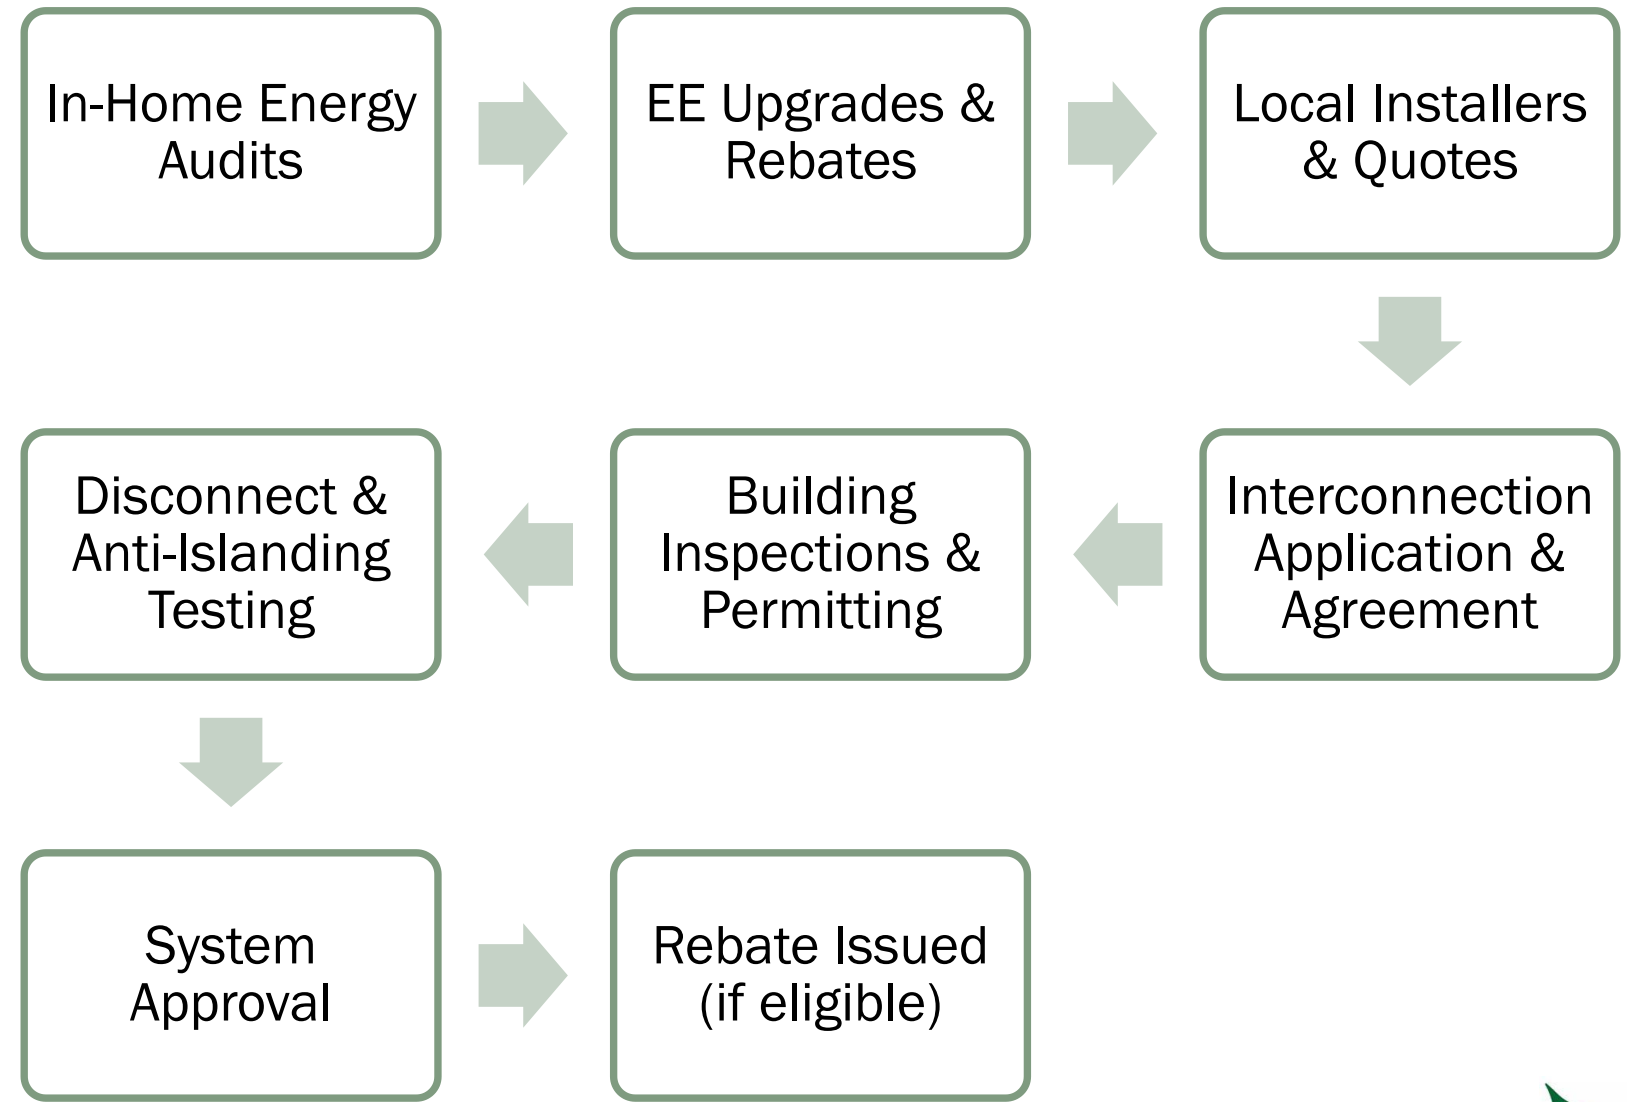 In-Home Energy
Audits
EE Upgrades &
Rebates
Local Installers
& Quotes
Interconnection
Application &
Agreement
Building
Inspections &
Permitting
Disconnect &
Anti-Islanding
Testing
System
Approval
Rebate Issued
(if eligible)